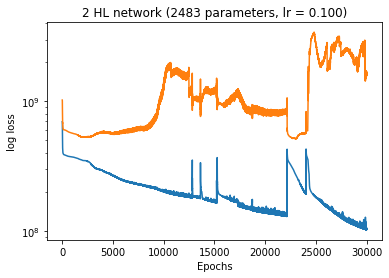 2 HL network (2483 parameters, lr = 0.100)
10⁹
10⁸
log loss
0 5000 10000 15000 20000 25000 30000
Epochs